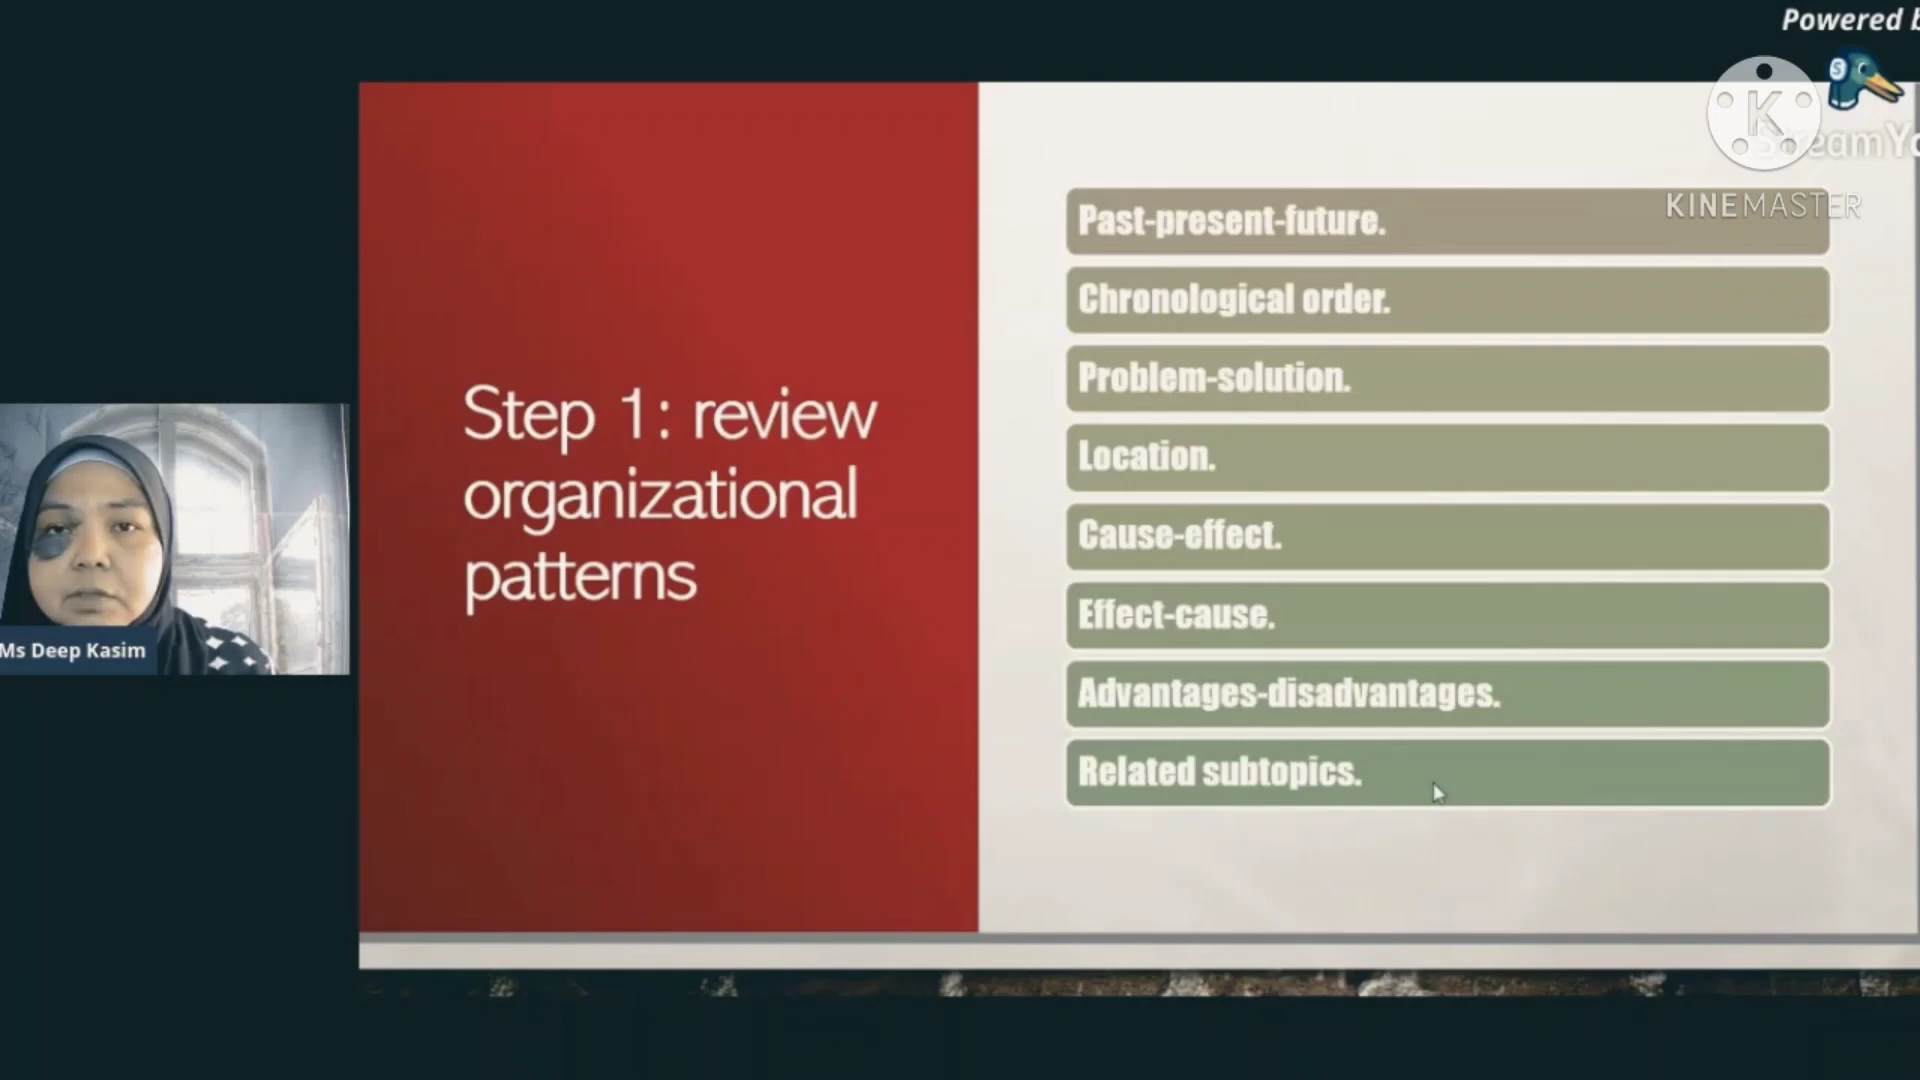 Powered
StreamY
K
KINEMASTER
Step 1: review
organizational
patterns
Past-present-future.
Chronological order.
Problem-solution.
Location.
Cause-effect.
Effect-cause.
Advantages-disadvantages.
Related subtopics.
Ms Deep Kasim